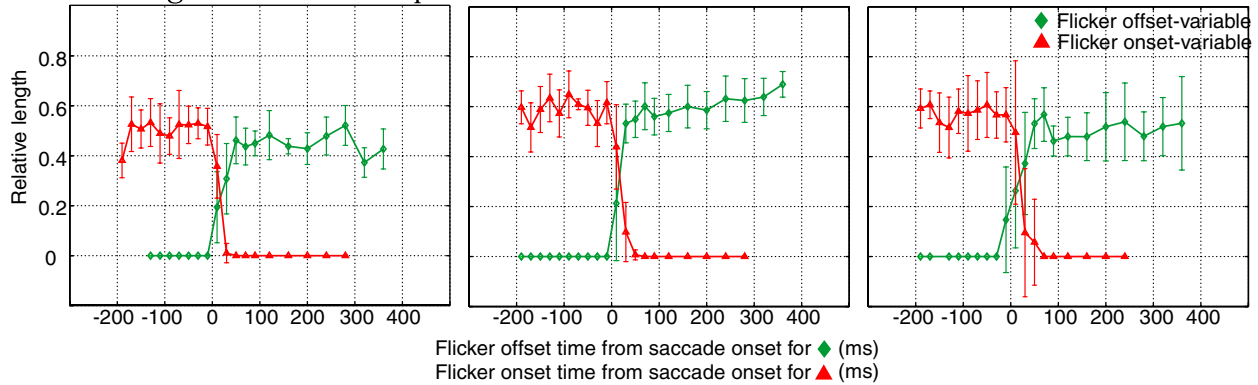 Flicker offset-variable
Flicker onset-variable
Relative length
0.8
0.6
0.4
0.2
0
-200 -100 0 100 200 300 400
-200 -100 0 100 200 300 400
-200 -100 0 100 200 300 400
Flicker offset time from saccade onset for ◆ (ms)
Flicker onset time from saccade onset for ▲ (ms)